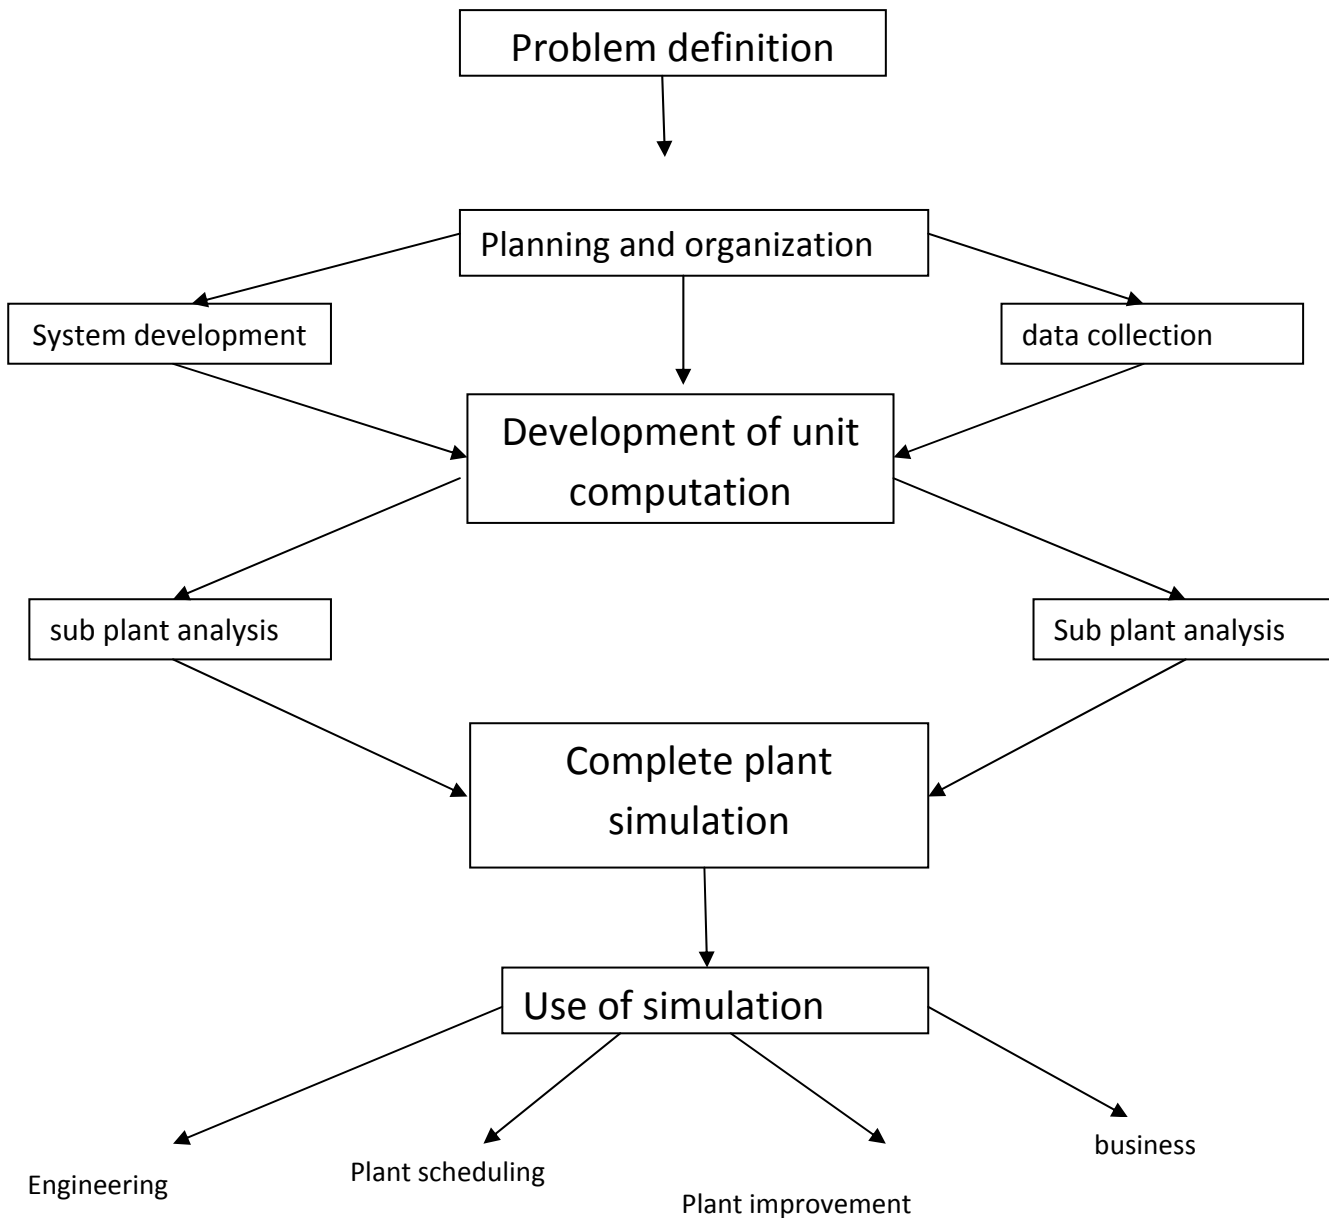 Problem definition
Planning and organization
System development
data collection
Development of unit
computation
sub plant analysis
Sub plant analysis
Complete plant
simulation
Use of simulation
Engineering
Plant scheduling
Plant improvement
business